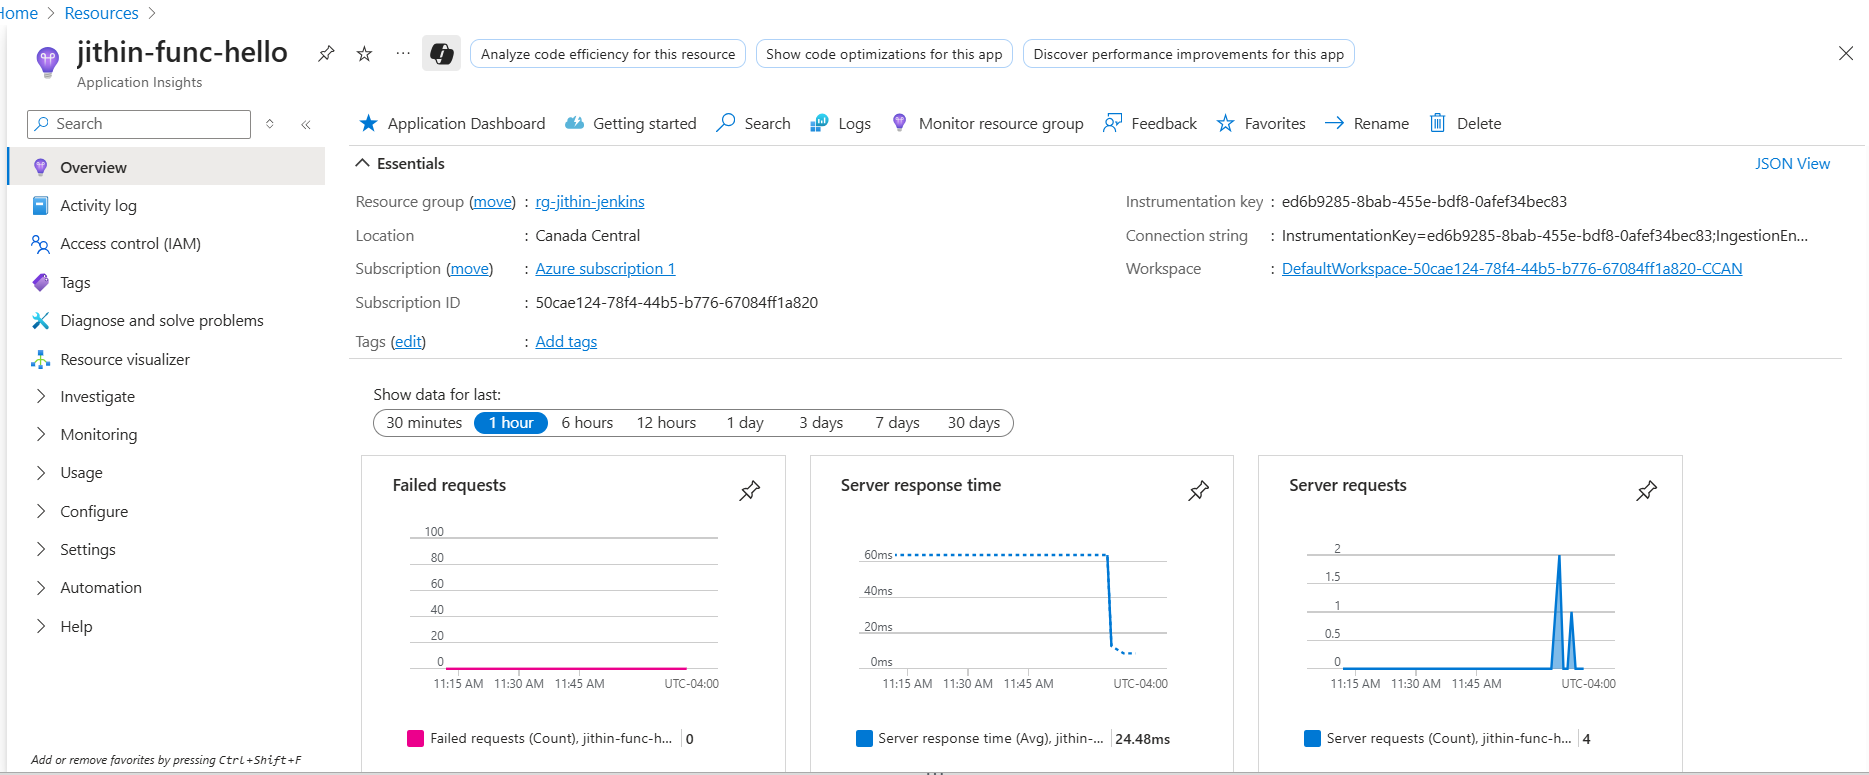 Home > Resources >
jithin-func-hello
Application Insights
Analyze code efficiency for this resource
Show code optimizations for this app
Discover performance improvements for this app
Search
Application Dashboard Getting started Search Logs Monitor resource group Feedback Favorites Rename Delete
Overview
Activity log
Access control (IAM)
Tags
Diagnose and solve problems
Resource visualizer
Investigate
Monitoring
Usage
Configure
Settings
Automation
Help
Add or remove favorites by pressing Ctrl+Shift+F
Essentials
JSON View
Resource group (move) : rg-jithin-jenkins
Location : Canada Central
Subscription (move) : Azure subscription 1
Subscription ID : 50cae124-78f4-44b5-b776-67084ff1a820
Tags (edit) : Add tags
Instrumentation key : ed6b9285-8bab-455e-bdf8-0afef34bec83
Connection string : InstrumentationKey=ed6b9285-8bab-455e-bdf8-0afef34bec83;IngestionEn...
Workspace : DefaultWorkspace-50cae124-78f4-44b5-b776-67084ff1a820-CCAN
Show data for last:
30 minutes 1 hour 6 hours 12 hours 1 day 3 days 7 days 30 days
Failed requests
100
80
60
40
20
0
11:15 AM 11:30 AM 11:45 AM UTC-04:00
Failed requests (Count), jithin-func-h... 0
Server response time
60ms
40ms
20ms
0ms
11:15 AM 11:30 AM 11:45 AM UTC-04:00
Server response time (Avg), jithin-... 24.48ms
Server requests
2
1.5
1
0.5
0
11:15 AM 11:30 AM 11:45 AM UTC-04:00
Server requests (Count), jithin-func-h... 4